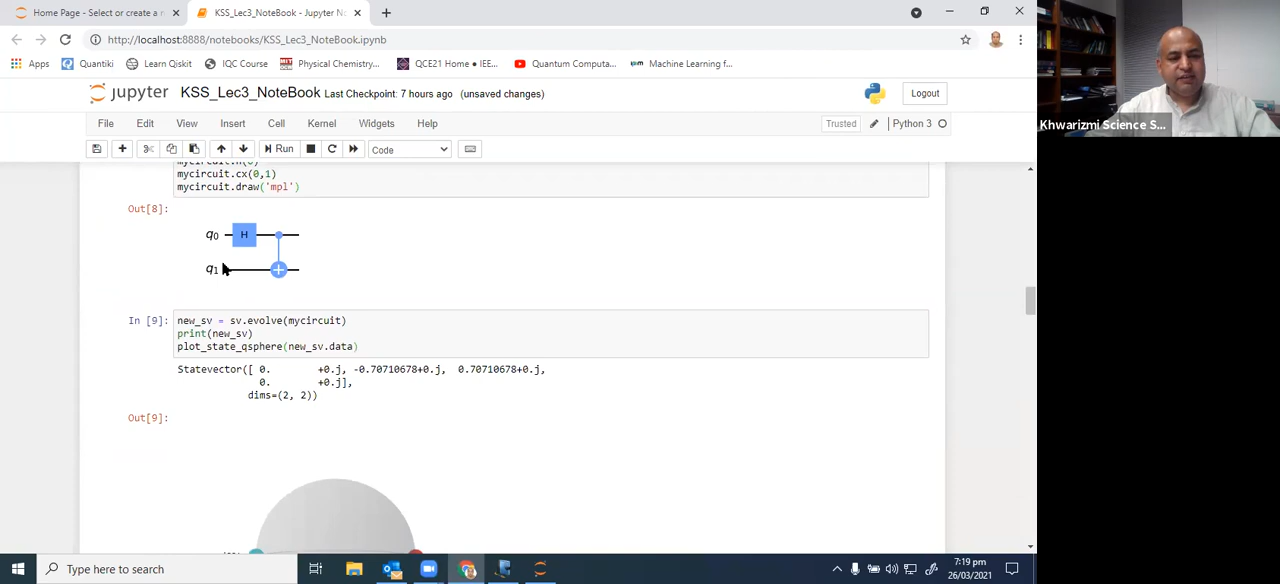 Home Page - Select or create a n
KSS_Lec3_NoteBook - Jupyter No
http://localhost:8888/notebooks/KSS_Lec3_NoteBook.ipynb
Apps Quantiki Learn Qiskit IQC Course Physical Chemistry... QCE21 Home • IEE... Quantum Computa... Machine Learning f...
jupyter KSS_Lec3_NoteBook Last Checkpoint: 7 hours ago (unsaved changes) Logout
File Edit View Insert Cell Kernel Widgets Help Trusted Python 3
Run Code
mycircuit.h(0)
mycircuit.cx(0,1)
mycircuit.draw('mpl')
Out[8]:
q0 H
q1
In [9]: new_sv = sv.evolve(mycircuit)
print(new_sv)
plot_state_qsphere(new_sv.data)
Statevector([ 0. +0.j, -0.70710678+0.j, 0.70710678+0.j,
0. +0.j],
dims=(2, 2))
Out[9]:
Khwarizmi Science S...
Type here to search
7:19 pm
26/03/2021